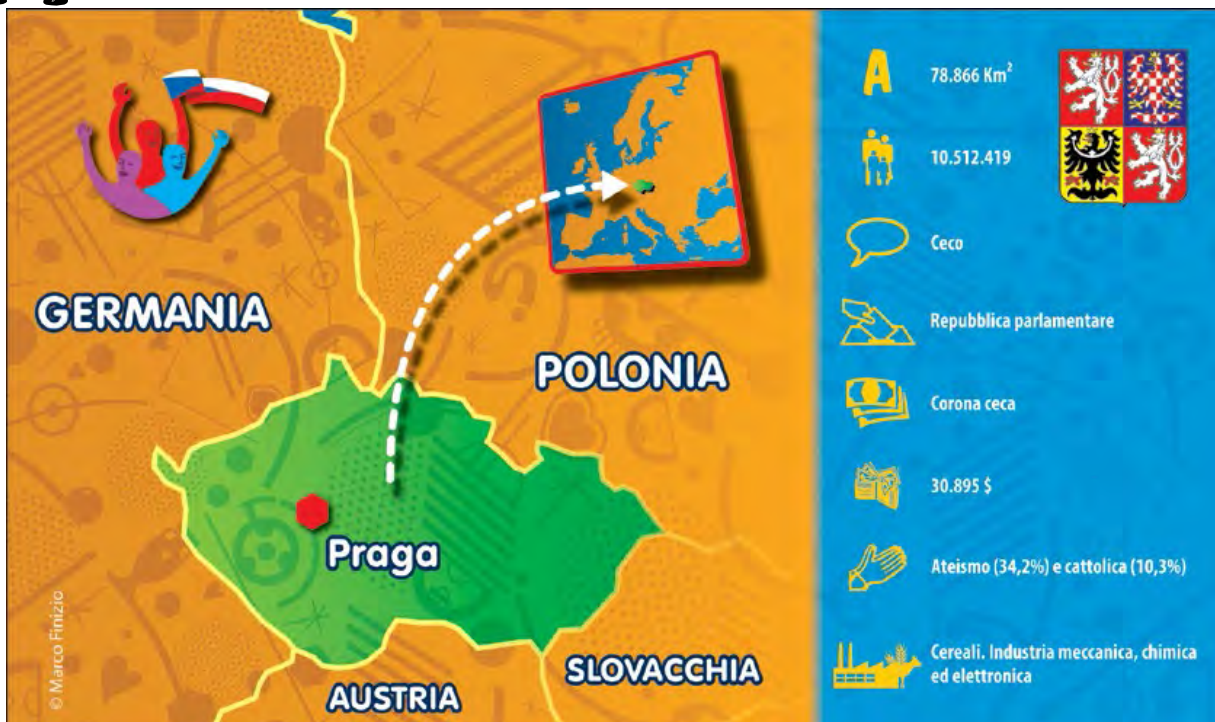 GERMANIA
POLONIA
Praga
SLOVACCHIA
AUSTRIA
© Marco Finizio
A
78.866 Km²
10.512.419
Ceco
Repubblica parlamentare
Corona ceca
30.895 $
Ateismo (34,2%) e cattolica (10,3%)
Cereali. Industria meccanica, chimica
ed elettronica